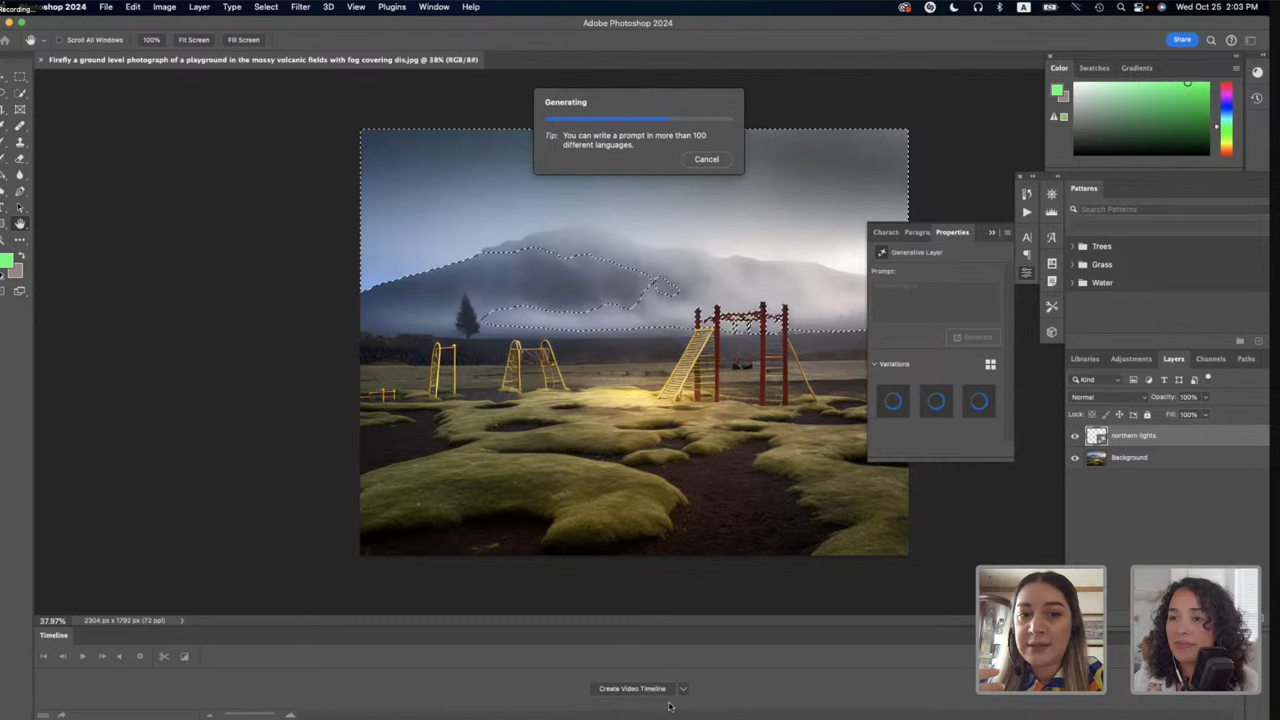 Recording...
shop File Edit Image Layer Type Select Filter 3D View Plugins Window Help
Wed Oct 25 2:03 PM
Adobe Photoshop 2024
Scroll All Windows 100% Fit Screen Fill Screen
Share
Firefly a ground level photograph of a playground in the mossy volcanic fields with fog covering dis.jpg @ 38% (RGB/8#)
Color Swatches Gradients
Generating
Tip: You can write a prompt in more than 100
different languages.
Cancel
Patterns
Search Patterns
Trees
Grass
Water
Charact Paragra Properties
Generative Layer
Prompt:
Generate
Variations
Libraries Adjustments Layers Channels Paths
Kind
Normal Opacity: 100%
Lock: Fill: 100%
northern lights
Background
37.97% 2304 px x 1792 px (72 ppi)
Timeline
Create Video Timeline